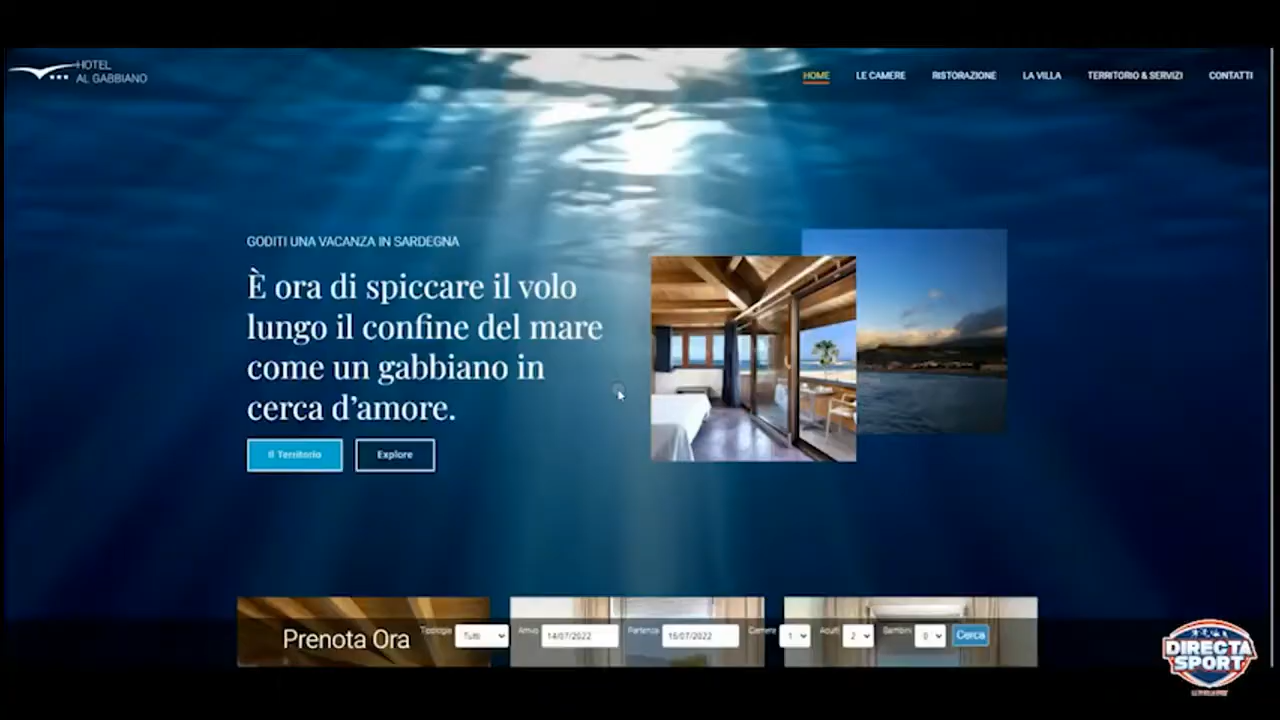 HOTEL
AL GABBIANO
HOME LE CAMERE RISTORAZIONE LA VILLA TERRITORIO & SERVIZI CONTATTI
GODITI UNA VACANZA IN SARDEGNA
È ora di spiccare il volo
lungo il confine del mare
come un gabbiano in
cerca d'amore.
Il Territorio Explore
Prenota Ora Tipologia Tutti Arrivo 14/07/2022 Partenza 15/07/2022 Camere 1 Adulti 2 Bambini 0 Cerca
DIRECTA
SPORT